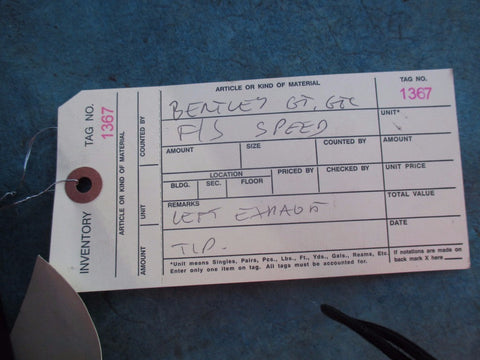 INVENTORY
TAG NO.
1367
ARTICLE OR KIND OF MATERIAL
AMOUNT
UNIT
COUNTED BY
ARTICLE OR KIND OF MATERIAL
BENTLEY GT, GTC
F/S SPEED
TAG NO.
1367
UNIT*
AMOUNT
SIZE
COUNTED BY
AMOUNT
LOCATION
BLDG.
SEC.
FLOOR
PRICED BY
CHECKED BY
UNIT PRICE
REMARKS
LEFT EXHAUST
TIP.
TOTAL VALUE
DATE
*Unit means Singles, Pairs, Pcs., Lbs., Ft., Yds., Gals., Reams, Etc.
Enter only one item on tag. All tags must be accounted for.
If notations are made on
back mark X here